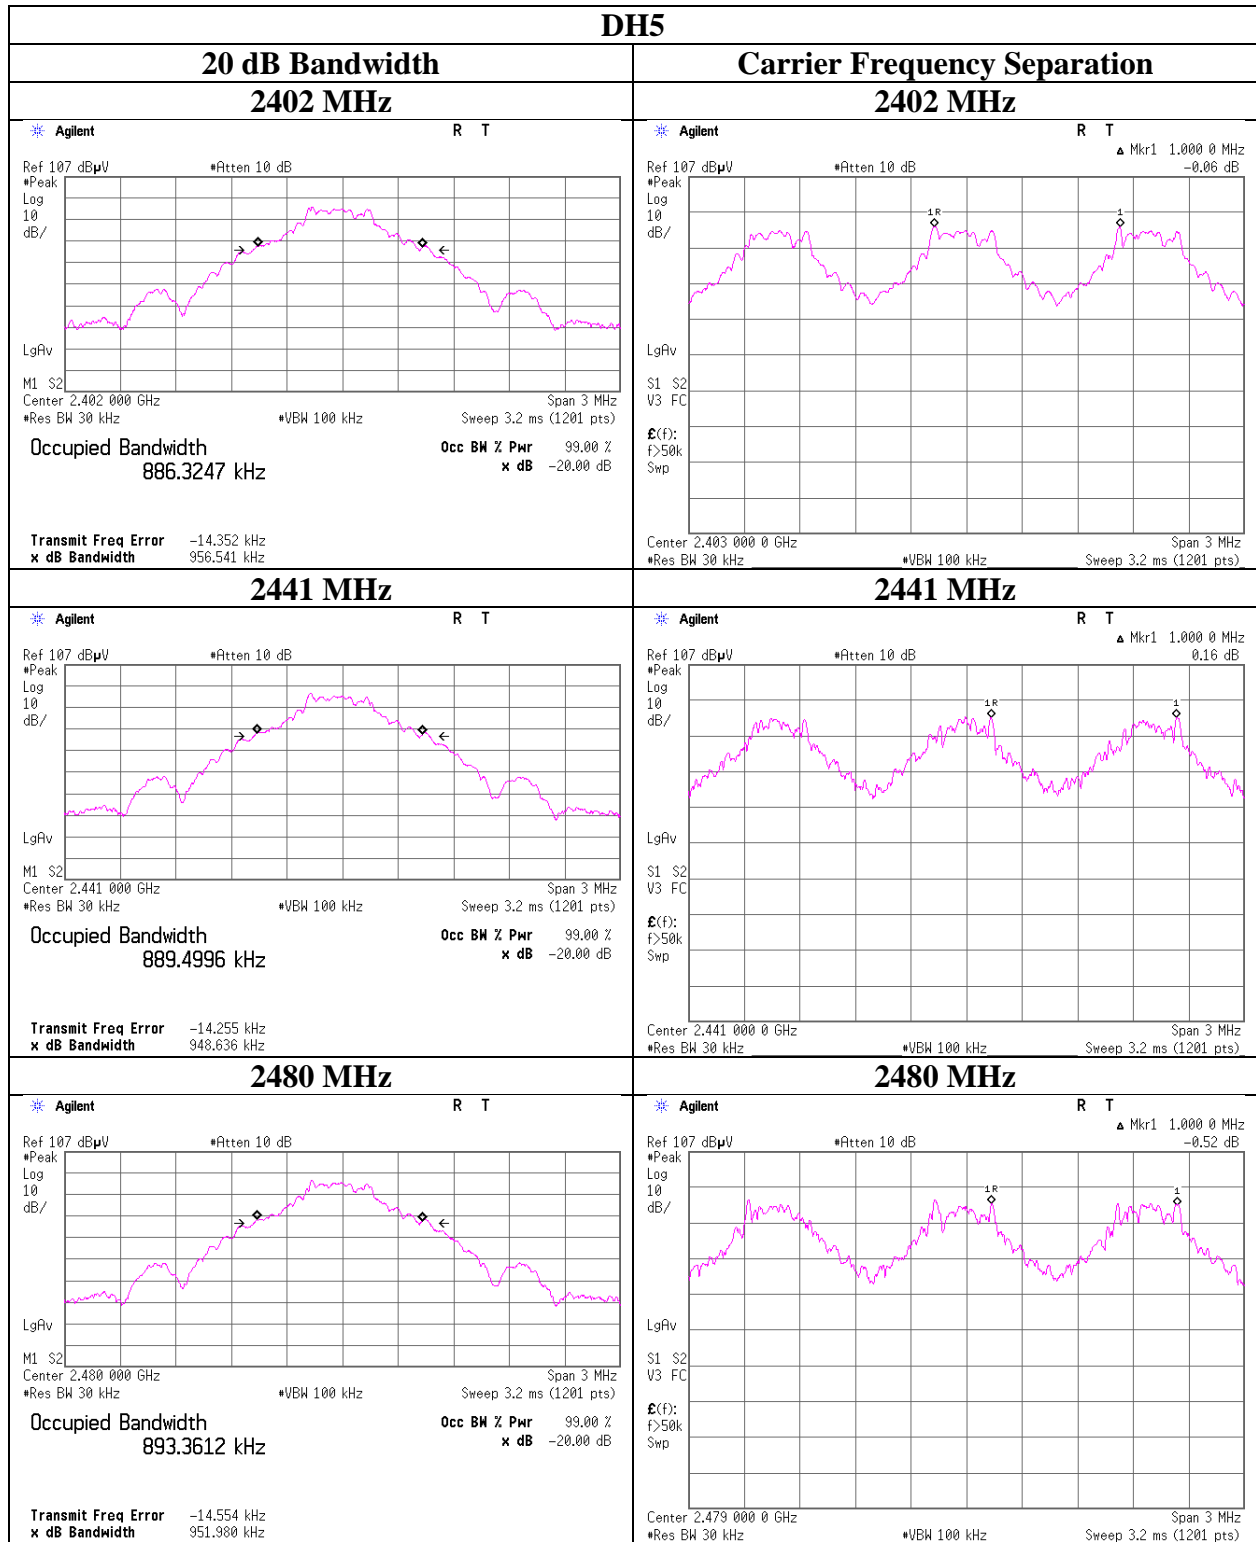 DH5
20 dB Bandwidth
Carrier Frequency Separation
2402 MHz
2402 MHz
Agilent R T
Ref 107 dBµV #Atten 10 dB
#Peak
Log
10
dB/
LgAv
M1 S2
Center 2.402 000 GHz Span 3 MHz
#Res BW 30 kHz #VBW 100 kHz Sweep 3.2 ms (1201 pts)
Occupied Bandwidth Occ BW % Pwr 99.00 %
886.3247 kHz x dB -20.00 dB
Transmit Freq Error -14.352 kHz
x dB Bandwidth 956.541 kHz
Agilent R T
Δ Mkr1 1.000 0 MHz
Ref 107 dBµV #Atten 10 dB -0.06 dB
#Peak
Log
10
dB/
1R
1
LgAv
S1 S2
V3 FC
£(f):
f>50k
Swp
Center 2.403 000 0 GHz Span 3 MHz
#Res BW 30 kHz #VBW 100 kHz Sweep 3.2 ms (1201 pts)
2441 MHz
2441 MHz
Agilent R T
Ref 107 dBµV #Atten 10 dB
#Peak
Log
10
dB/
LgAv
M1 S2
Center 2.441 000 GHz Span 3 MHz
#Res BW 30 kHz #VBW 100 kHz Sweep 3.2 ms (1201 pts)
Occupied Bandwidth Occ BW % Pwr 99.00 %
889.4996 kHz x dB -20.00 dB
Transmit Freq Error -14.255 kHz
x dB Bandwidth 948.636 kHz
Agilent R T
Δ Mkr1 1.000 0 MHz
Ref 107 dBµV #Atten 10 dB 0.16 dB
#Peak
Log
10
dB/
1R
1
LgAv
S1 S2
V3 FC
£(f):
f>50k
Swp
Center 2.441 000 0 GHz Span 3 MHz
#Res BW 30 kHz #VBW 100 kHz Sweep 3.2 ms (1201 pts)
2480 MHz
2480 MHz
Agilent R T
Ref 107 dBµV #Atten 10 dB
#Peak
Log
10
dB/
LgAv
M1 S2
Center 2.480 000 GHz Span 3 MHz
#Res BW 30 kHz #VBW 100 kHz Sweep 3.2 ms (1201 pts)
Occupied Bandwidth Occ BW % Pwr 99.00 %
893.3612 kHz x dB -20.00 dB
Transmit Freq Error -14.554 kHz
x dB Bandwidth 951.980 kHz
Agilent R T
Δ Mkr1 1.000 0 MHz
Ref 107 dBµV #Atten 10 dB -0.52 dB
#Peak
Log
10
dB/
1R
1
LgAv
S1 S2
V3 FC
£(f):
f>50k
Swp
Center 2.479 000 0 GHz Span 3 MHz
#Res BW 30 kHz #VBW 100 kHz Sweep 3.2 ms (1201 pts)